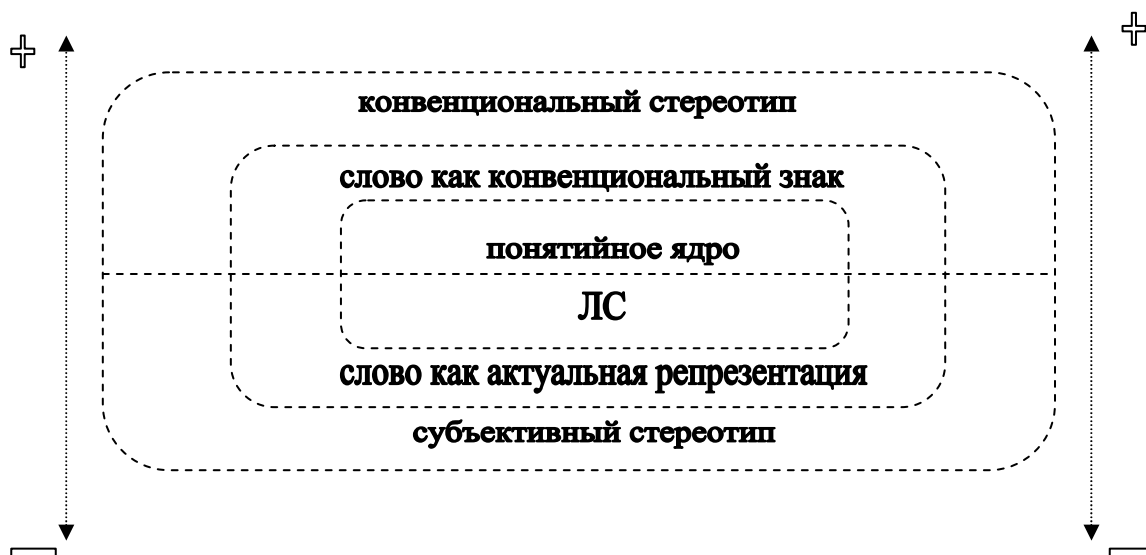 конвенциональный стереотип
слово как конвенциональный знак
понятийное ядро
ЛС
слово как актуальная репрезентация
субъективный стереотип